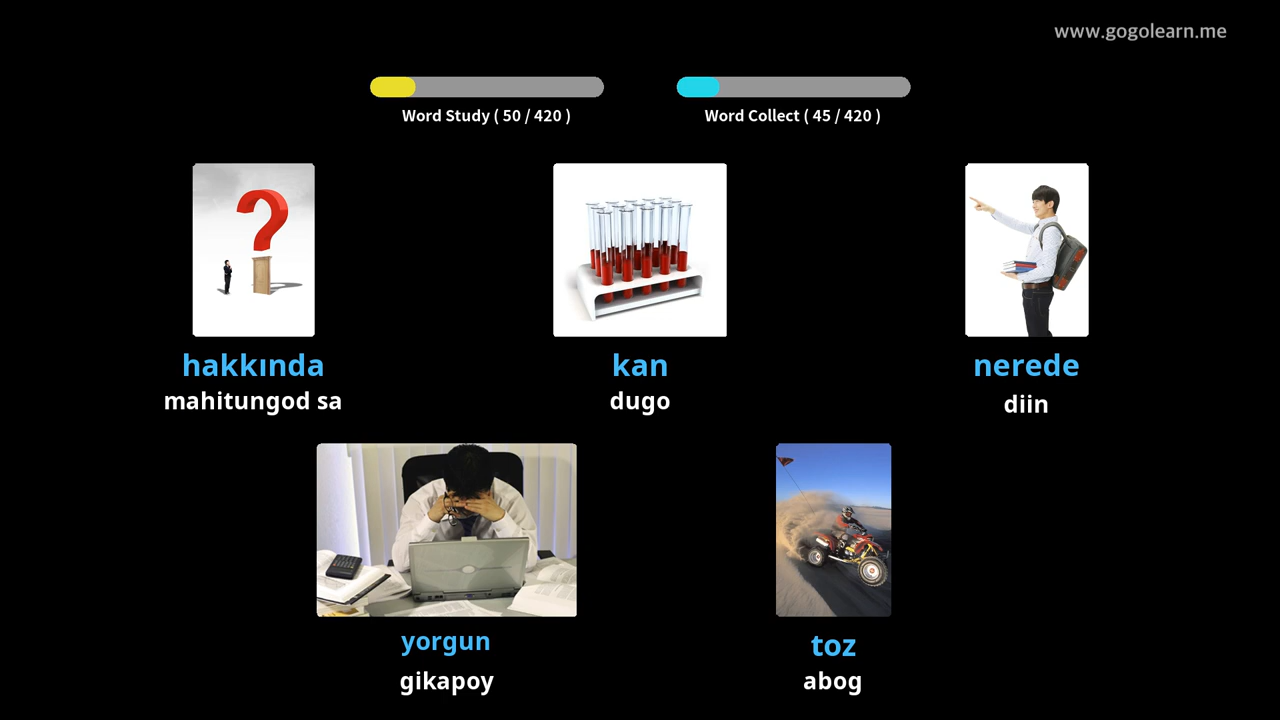 www.gogolearn.me
Word Study ( 50 / 420 )
Word Collect ( 45 / 420 )
hakkında
mahitungod sa
kan
dugo
nerede
diin
yorgun
gikapoy
toz
abog